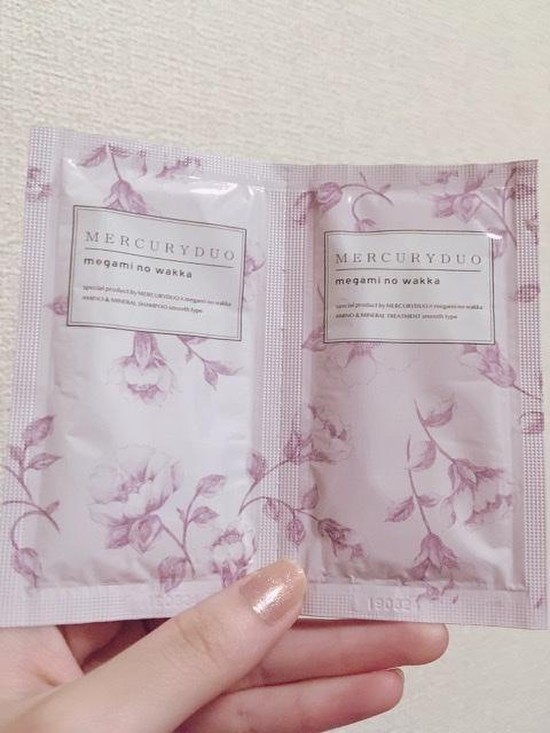 MERCURYDUO
megami no wakka
special product by MERCURYDUO × megami no wakka
AMINO & MINERAL SHAMPOO smooth type
MERCURYDUO
megami no wakka
special product by MERCURYDUO × megami no wakka
AMINO & MINERAL TREATMENT smooth type